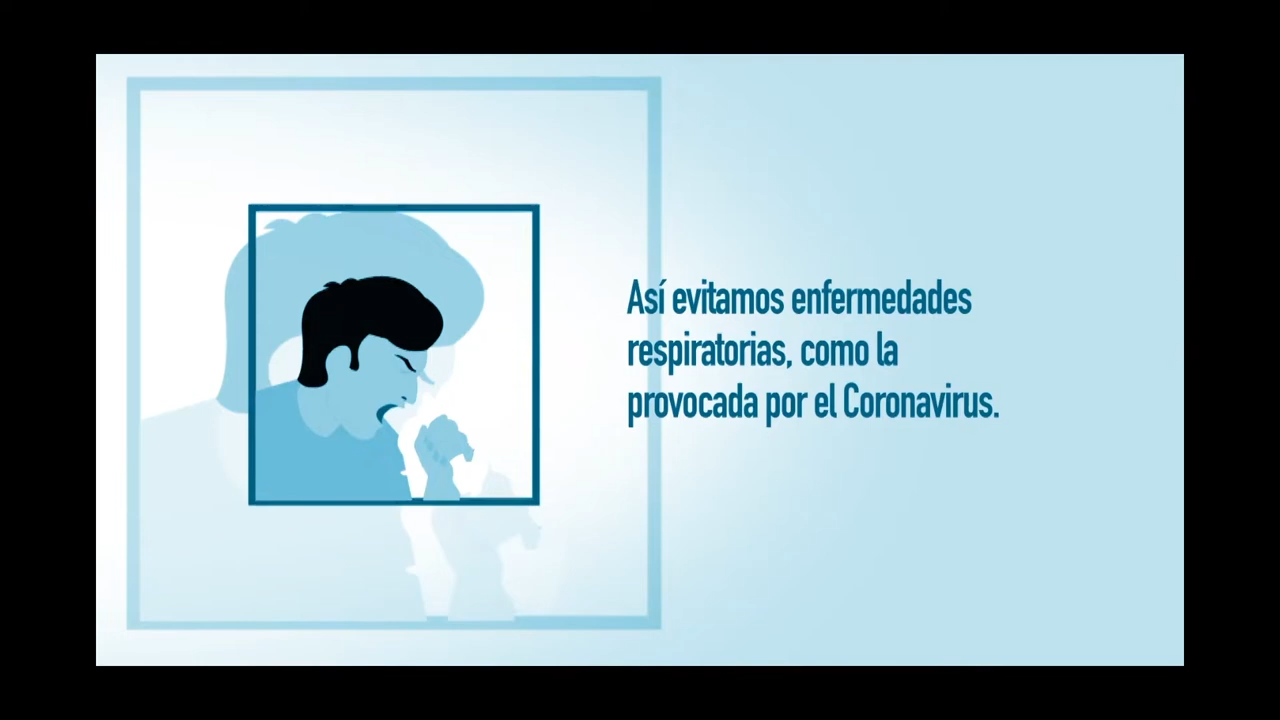 Así evitamos enfermedades
respiratorias, como la
provocada por el Coronavirus.